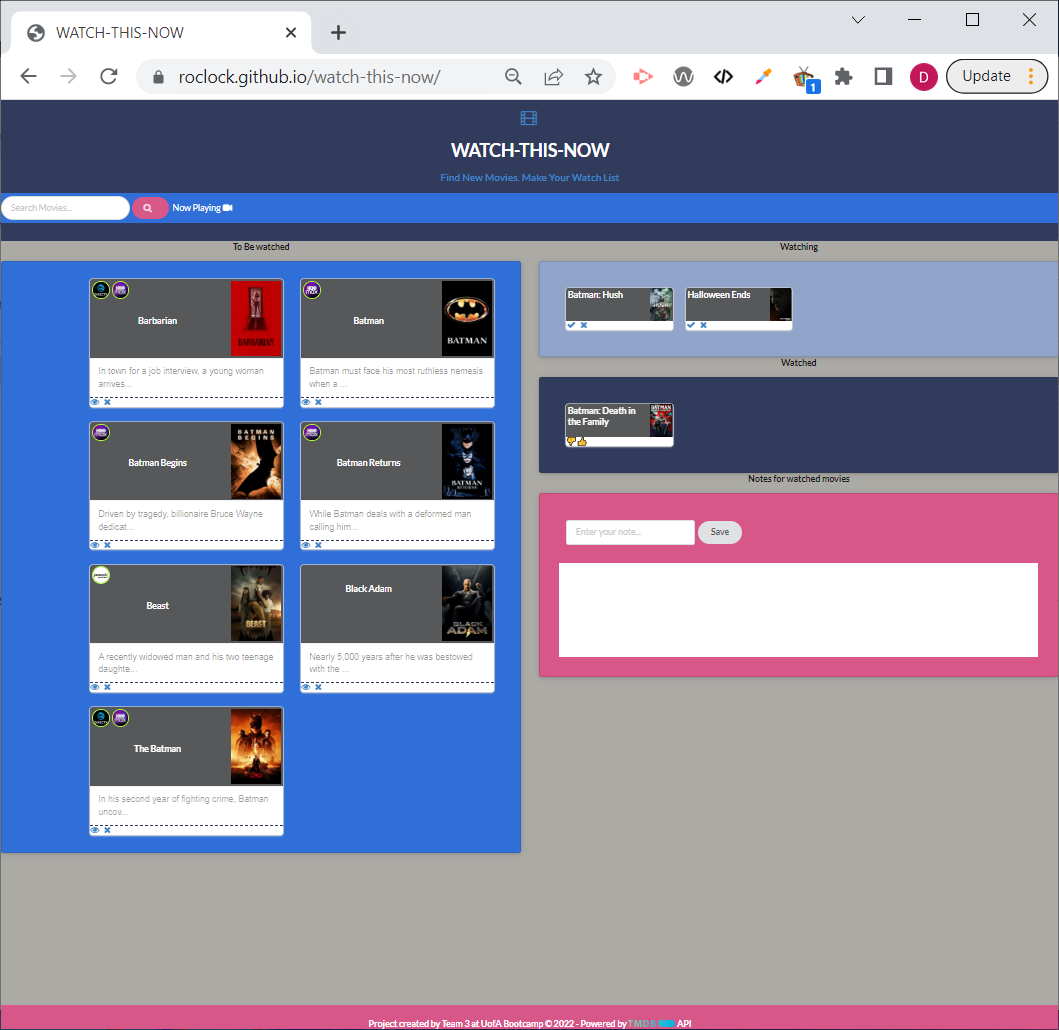 WATCH-THIS-NOW
roclock.github.io/watch-this-now/
1
D
Update
WATCH-THIS-NOW
Find New Movies. Make Your Watch List
Search Movies...
Now Playing
To Be watched
Barbarian
BARBARIAN
In town for a job interview, a young woman
arrives...
Batman
BATMAN
Batman must face his most ruthless nemesis
when a ...
Batman Begins
BATMAN
BEGINS
Driven by tragedy, billionaire Bruce Wayne
dedicat...
Batman Returns
BATMAN
RETURNS
While Batman deals with a deformed man
calling him...
Beast
BEAST
A recently widowed man and his two teenage
daughte...
Black Adam
BLACK
ADAM
Nearly 5,000 years after he was bestowed
with the ...
The Batman
In his second year of fighting crime, Batman
uncov...
Watching
Batman: Hush
Halloween Ends
Watched
Batman: Death in
the Family
BATMAN
Notes for watched movies
Enter your note...
Save
Project created by Team 3 at UofA Bootcamp © 2022 - Powered by TMDB API